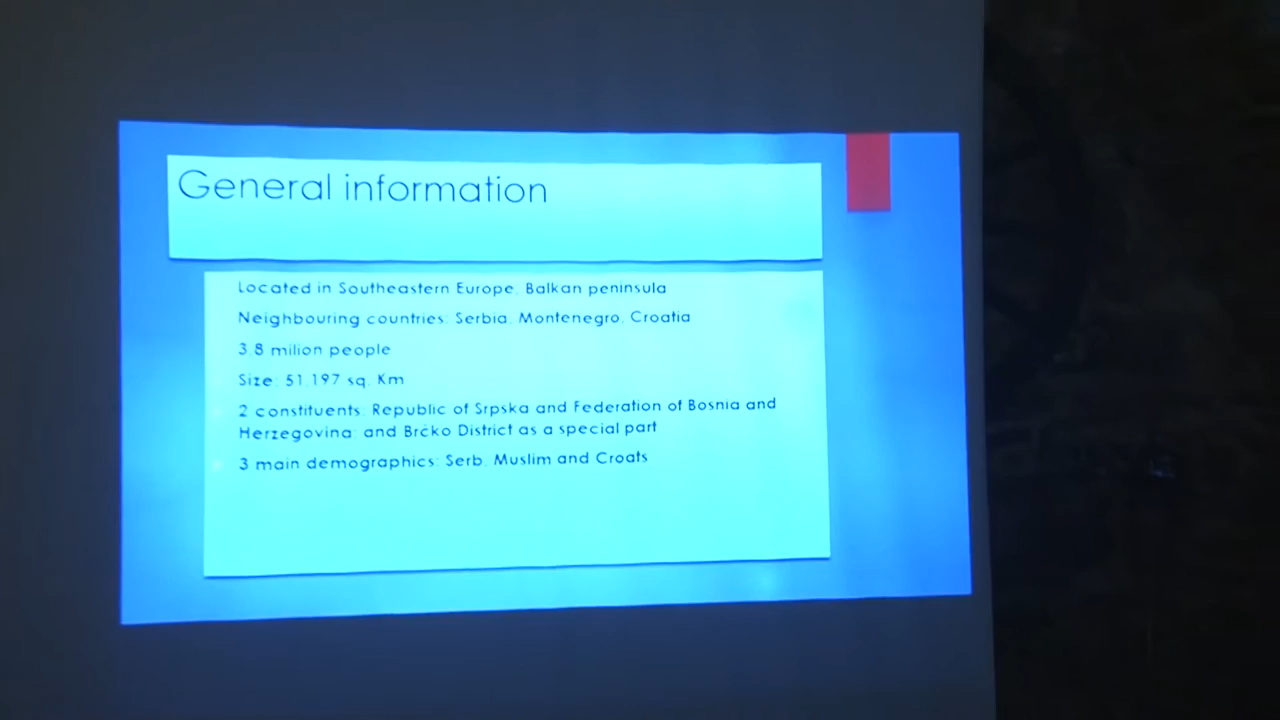 General information
Located in Southeastern Europe, Balkan peninsula
Neighbouring countries: Serbia, Montenegro, Croatia
3.8 milion people
Size: 51.197 sq. Km
2 constituents: Republic of Srpska and Federation of Bosnia and
Herzegovina; and Brčko District as a special part
3 main demographics: Serb, Muslim and Croats